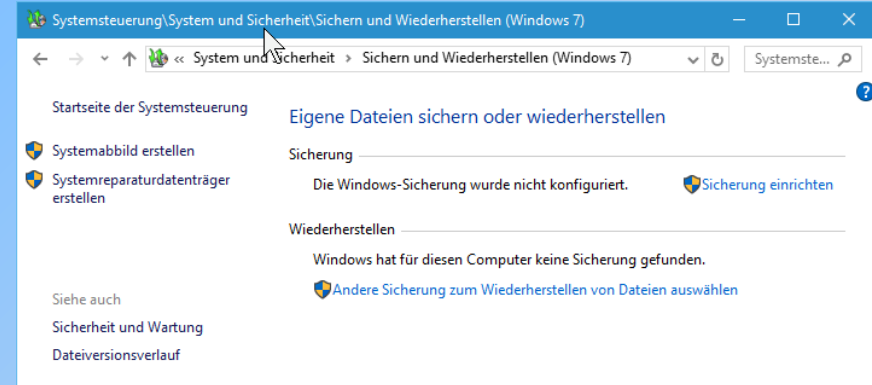 Systemsteuerung\System und Sicherheit\Sichern und Wiederherstellen (Windows 7)
« System und Sicherheit › Sichern und Wiederherstellen (Windows 7) Systemste...
Startseite der Systemsteuerung
Systemabbild erstellen
Systemreparaturdatenträger
erstellen
Siehe auch
Sicherheit und Wartung
Dateiversionsverlauf
Eigene Dateien sichern oder wiederherstellen
Sicherung
Die Windows-Sicherung wurde nicht konfiguriert. Sicherung einrichten
Wiederherstellen
Windows hat für diesen Computer keine Sicherung gefunden.
Andere Sicherung zum Wiederherstellen von Dateien auswählen
?